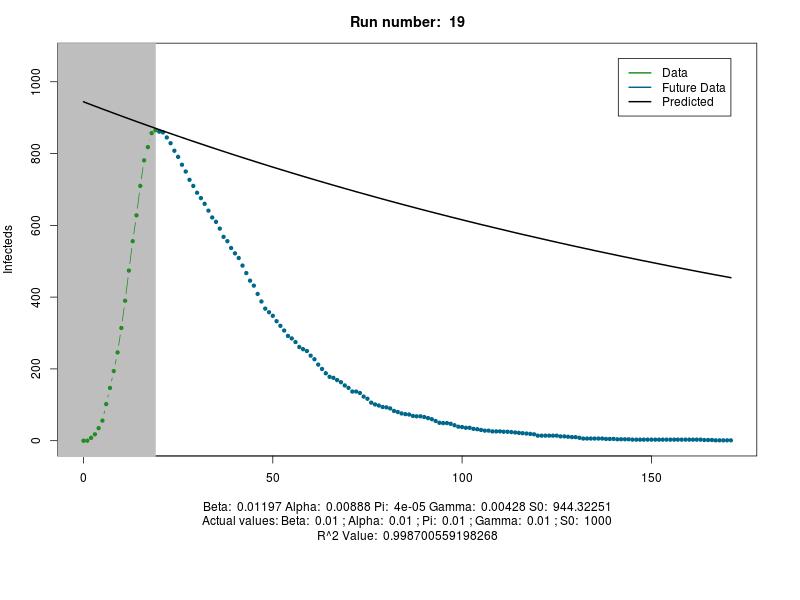 Run number: 19
1000
800
600
400
200
0
Infecteds
Data
Future Data
Predicted
0 50 100 150
Beta: 0.01197 Alpha: 0.00888 Pi: 4e-05 Gamma: 0.00428 S0: 944.32251
Actual values: Beta: 0.01 ; Alpha: 0.01 ; Pi: 0.01 ; Gamma: 0.01 ; S0: 1000
R^2 Value: 0.998700559198268